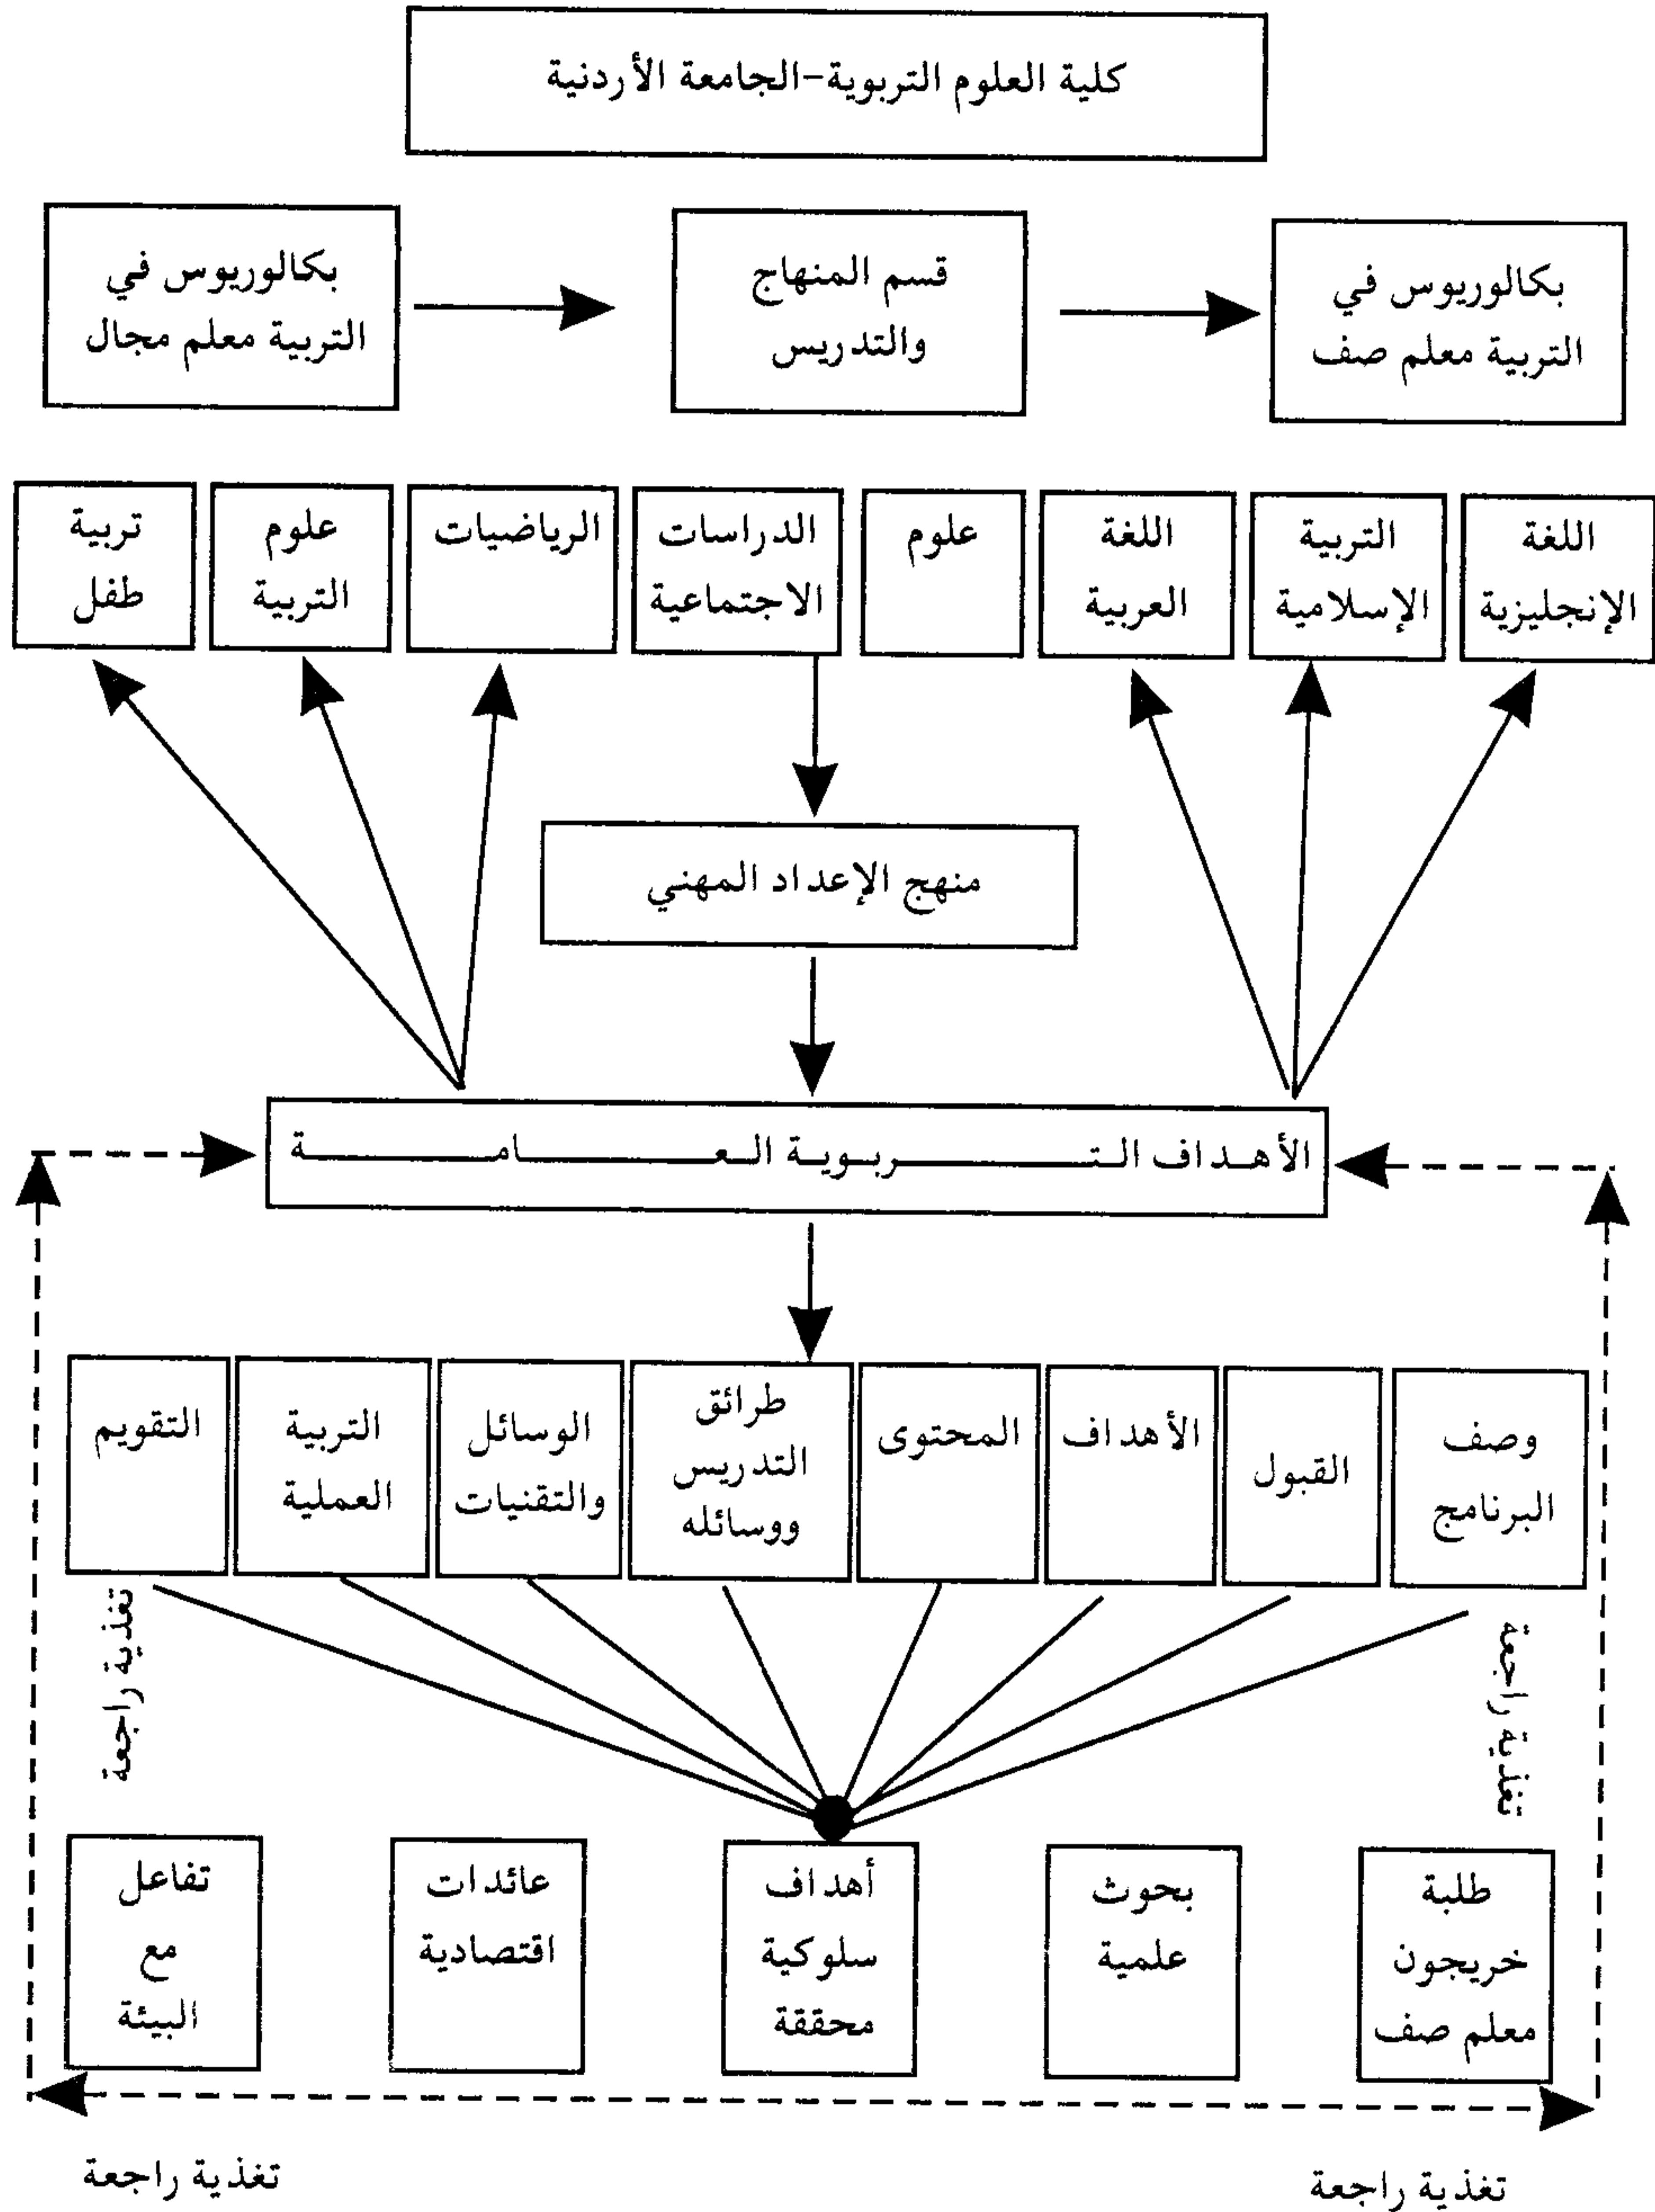 كلية العلوم التربوية-الجامعة الأردنية
بكالوريوس في
التربية معلم صف
قسم المنهاج
والتدريس
بكالوريوس في
التربية معلم مجال
اللغة
الإنجليزية
التربية
الإسلامية
اللغة
العربية
علوم
الدراسات
الاجتماعية
الرياضيات
علوم
التربية
تربية
طفل
منهج الإعداد المهني
الأهـداف التـــربـويـة الـعـــامـــة
وصف
البرنامج
القبول
الأهداف
المحتوى
طرائق
التدريس
ووسائله
الوسائل
والتقنيات
التربية
العملية
التقويم
تغذية راجعة
تغذية راجعة
طلبة
خريجون
معلم صف
بحوث
علمية
أهداف
سلوكية
محققة
عائدات
اقتصادية
تفاعل
مع
البيئة
تغذية راجعة
تغذية راجعة